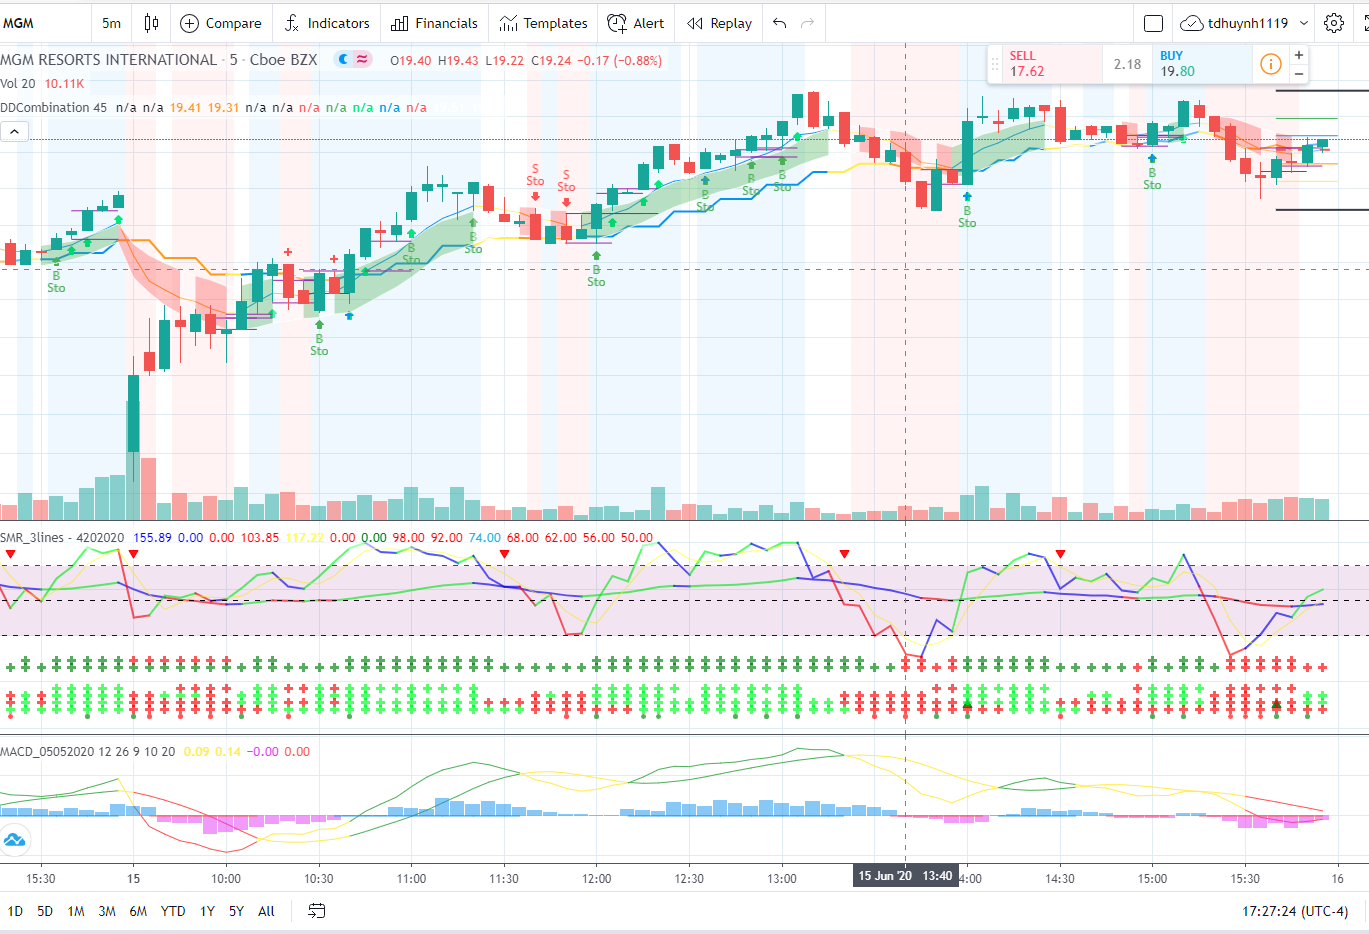 MGM 5m Compare Indicators Financials Templates Alert Replay tdhuynh1119
MGM RESORTS INTERNATIONAL · 5 · Cboe BZX O19.40 H19.43 L19.22 C19.24 −0.17 (−0.88%)
SELL
17.62
2.18
BUY
19.80
+
−
Vol 20 10.11K
DDCombination 45 n/a n/a 19.41 19.31 n/a n/a n/a n/a n/a n/a n/a
S
Sto
S
Sto
B
Sto
B
Sto
B
Sto
B
Sto
B
Sto
B
Sto
B
Sto
B
Sto
B
Sto
B
Sto
SMR_3lines - 4202020 155.89 0.00 0.00 103.85 117.22 0.00 0.00 98.00 92.00 74.00 68.00 62.00 56.00 50.00
MACD_05052020 12 26 9 10 20 0.09 0.14 −0.00 0.00
15:30 15 10:00 10:30 11:00 11:30 12:00 12:30 13:00 15 Jun '20 13:40 4:00 14:30 15:00 15:30 16
1D 5D 1M 3M 6M YTD 1Y 5Y All 17:27:24 (UTC-4)